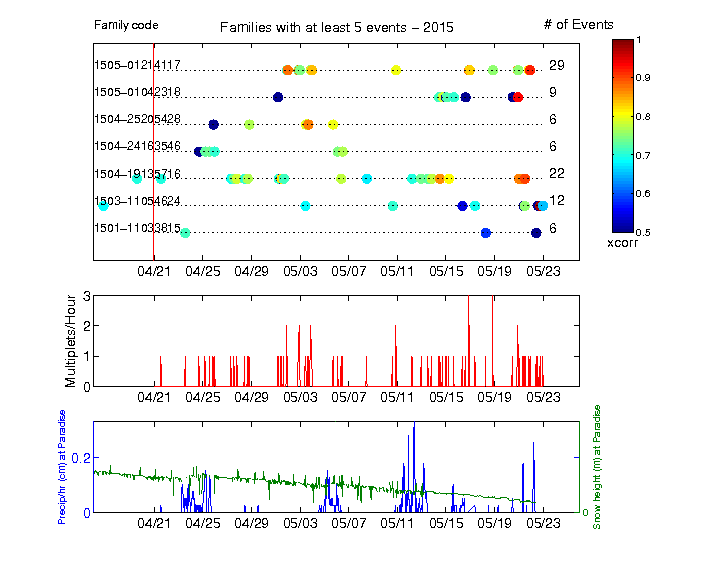 Family code Families with at least 5 events − 2015 # of Events
1505−01214117 29
1505−01042318 9
1504−25205428 6
1504−24163546 6
1504−19135716 22
1503−11054624 12
1501−11033815 6
04/21 04/25 04/29 05/03 05/07 05/11 05/15 05/19 05/23
1
0.9
0.8
0.7
0.6
0.5
xcorr
Multiplets/Hour
3
2
1
0
04/21 04/25 04/29 05/03 05/07 05/11 05/15 05/19 05/23
Precip/hr (cm) at Paradise
0.2
0
04/21 04/25 04/29 05/03 05/07 05/11 05/15 05/19 05/23
0
Snow height (m) at Paradise